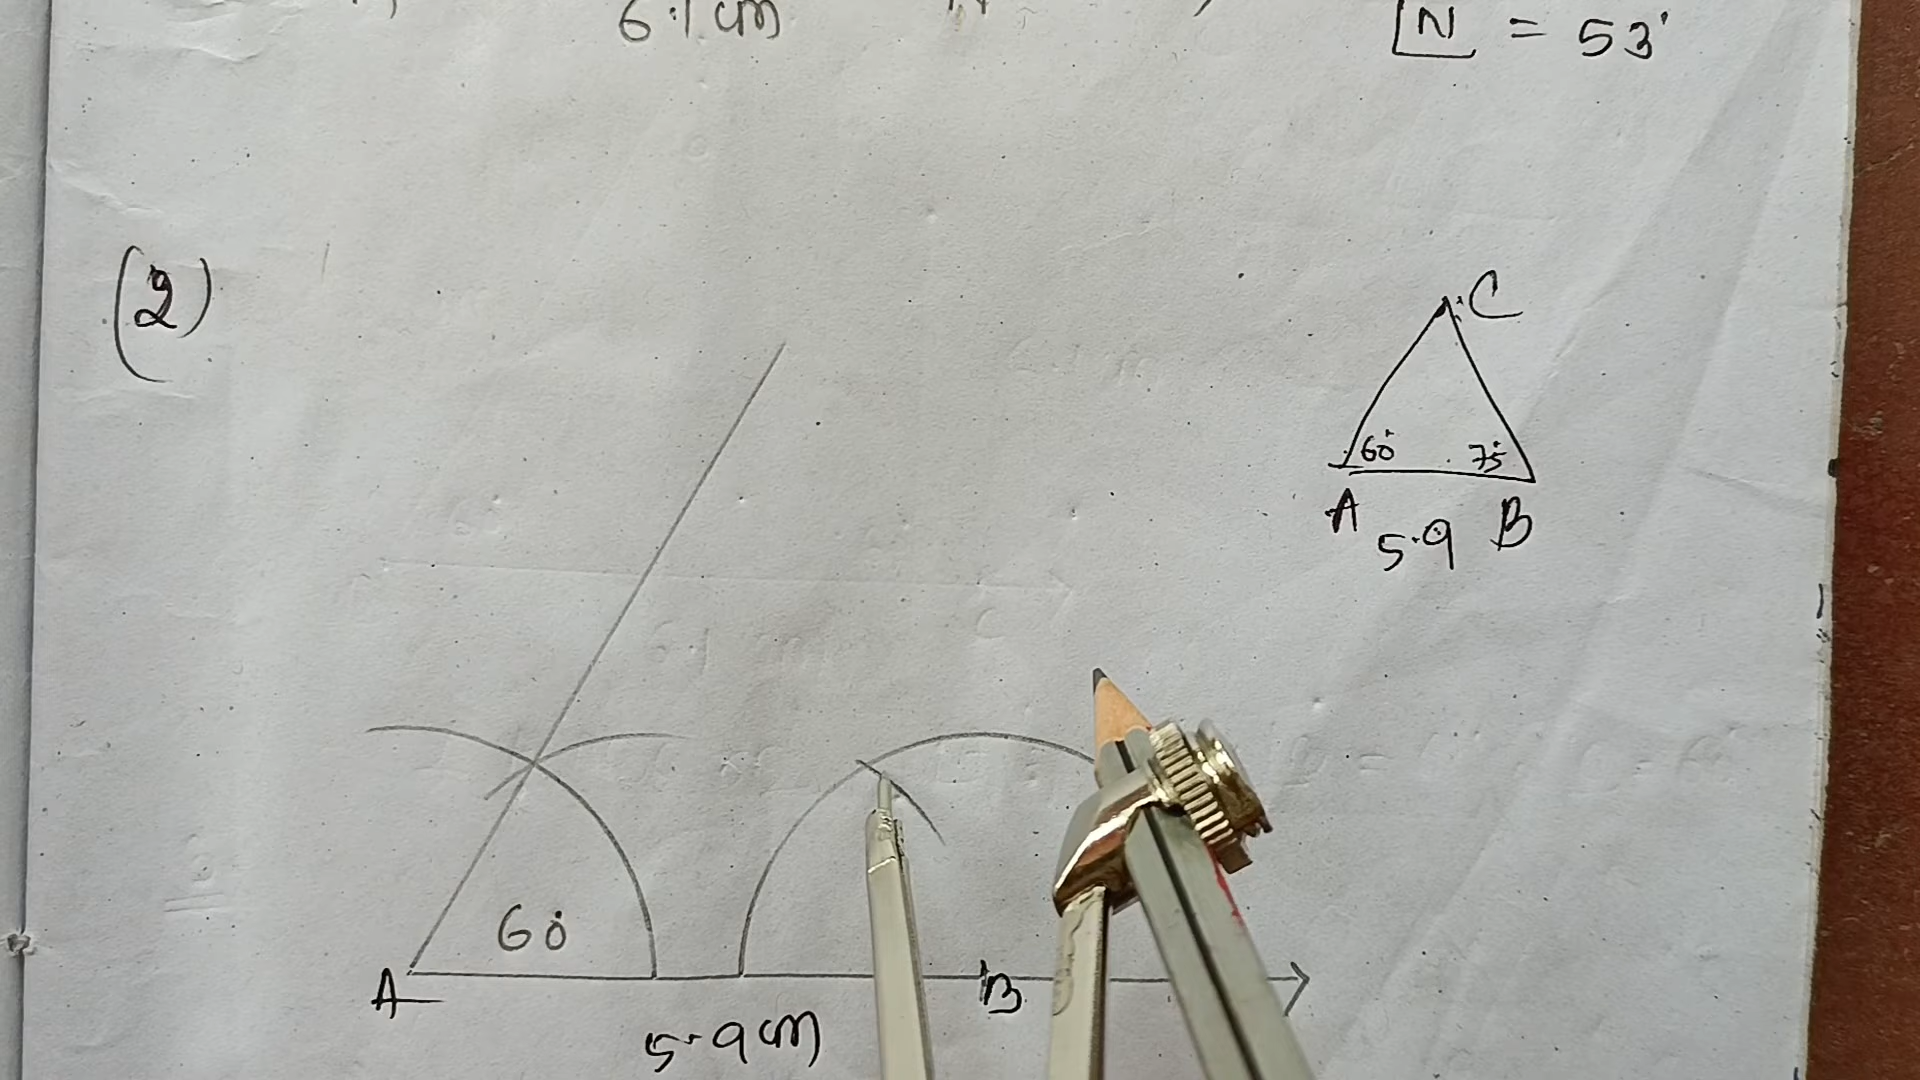 6.1 cm
N = 53°
(2)
C
60° 75°
A 5.9 B
60°
A B
5.9 cm